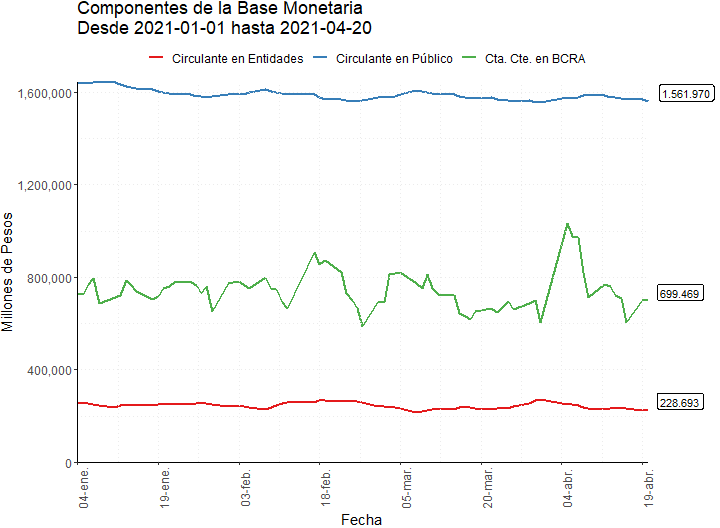 Componentes de la Base Monetaria
Desde 2021-01-01 hasta 2021-04-20
Circulante en Entidades Circulante en Público Cta. Cte. en BCRA
Millones de Pesos
1,600,000
1,200,000
800,000
400,000
0
1.561.970
699.469
228.693
04-ene.
19-ene.
03-feb.
18-feb.
05-mar.
20-mar.
04-abr.
19-abr.
Fecha